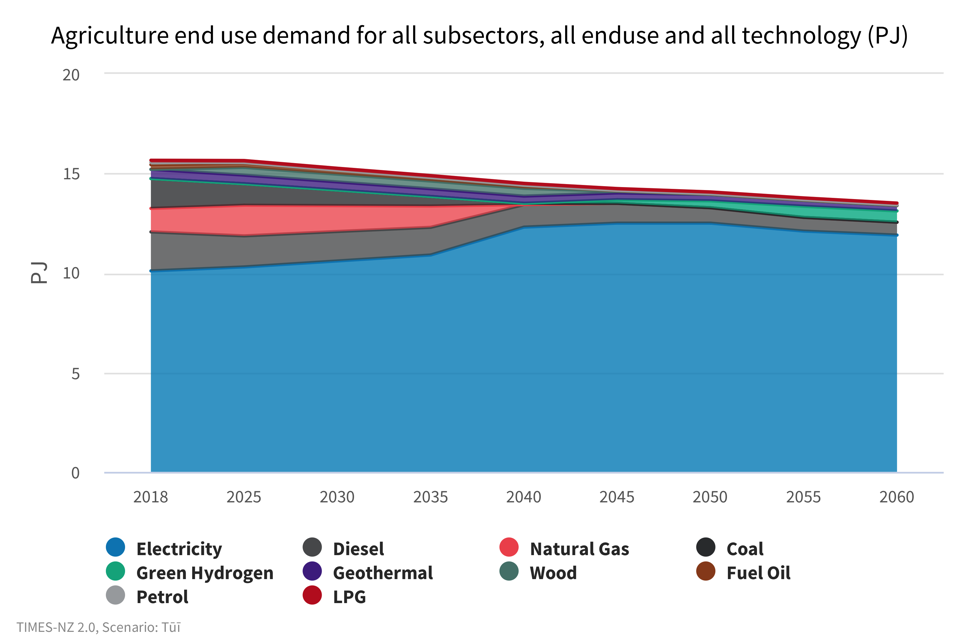 Agriculture end use demand for all subsectors, all enduse and all technology (PJ)
20
15
10
5
0
PJ
2018 2025 2030 2035 2040 2045 2050 2055 2060
Electricity Diesel Natural Gas Coal
Green Hydrogen Geothermal Wood Fuel Oil
Petrol LPG
TIMES-NZ 2.0, Scenario: Tūī